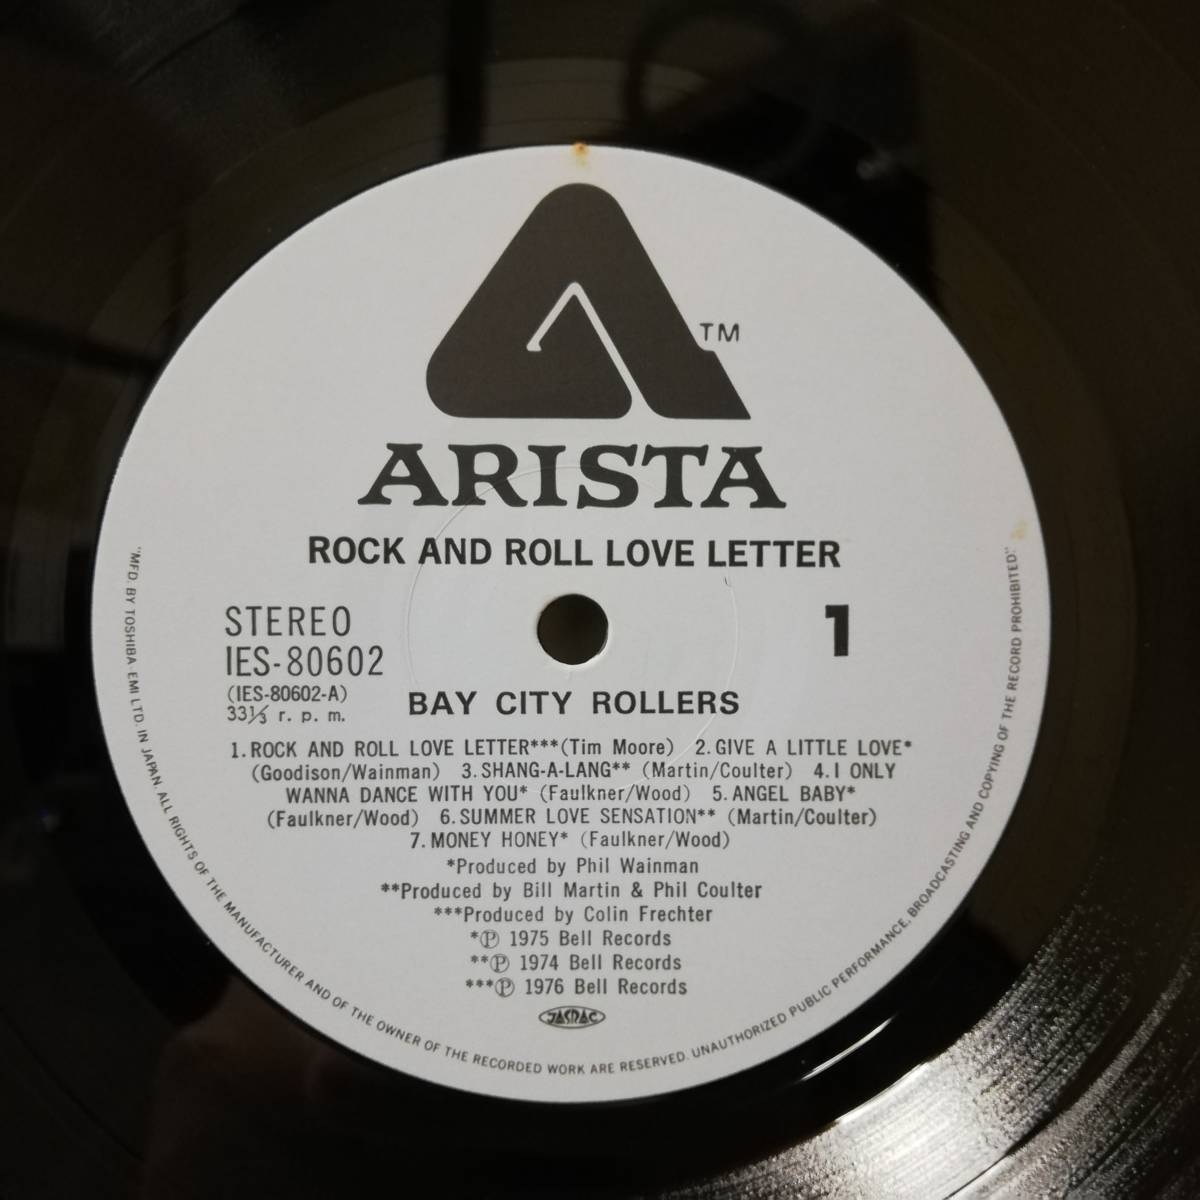 TM
ARISTA
ROCK AND ROLL LOVE LETTER
STEREO
IES-80602
(IES-80602-A)
33⅓ r. p. m.
1
BAY CITY ROLLERS
1. ROCK AND ROLL LOVE LETTER***(Tim Moore) 2. GIVE A LITTLE LOVE*
(Goodison/Wainman) 3. SHANG-A-LANG** (Martin/Coulter) 4. I ONLY
WANNA DANCE WITH YOU* (Faulkner/Wood) 5. ANGEL BABY*
(Faulkner/Wood) 6. SUMMER LOVE SENSATION** (Martin/Coulter)
7. MONEY HONEY* (Faulkner/Wood)
*Produced by Phil Wainman
**Produced by Bill Martin & Phil Coulter
***Produced by Colin Frechter
*Ⓟ 1975 Bell Records
**Ⓟ 1974 Bell Records
***Ⓟ 1976 Bell Records
JASRAC
"MFD. BY TOSHIBA EMI LTD. IN JAPAN. ALL RIGHTS OF THE MANUFACTURER AND OF THE OWNER OF THE RECORDED WORK ARE RESERVED. UNAUTHORIZED PUBLIC PERFORMANCE, BROADCASTING AND COPYING OF THE RECORD PROHIBITED."